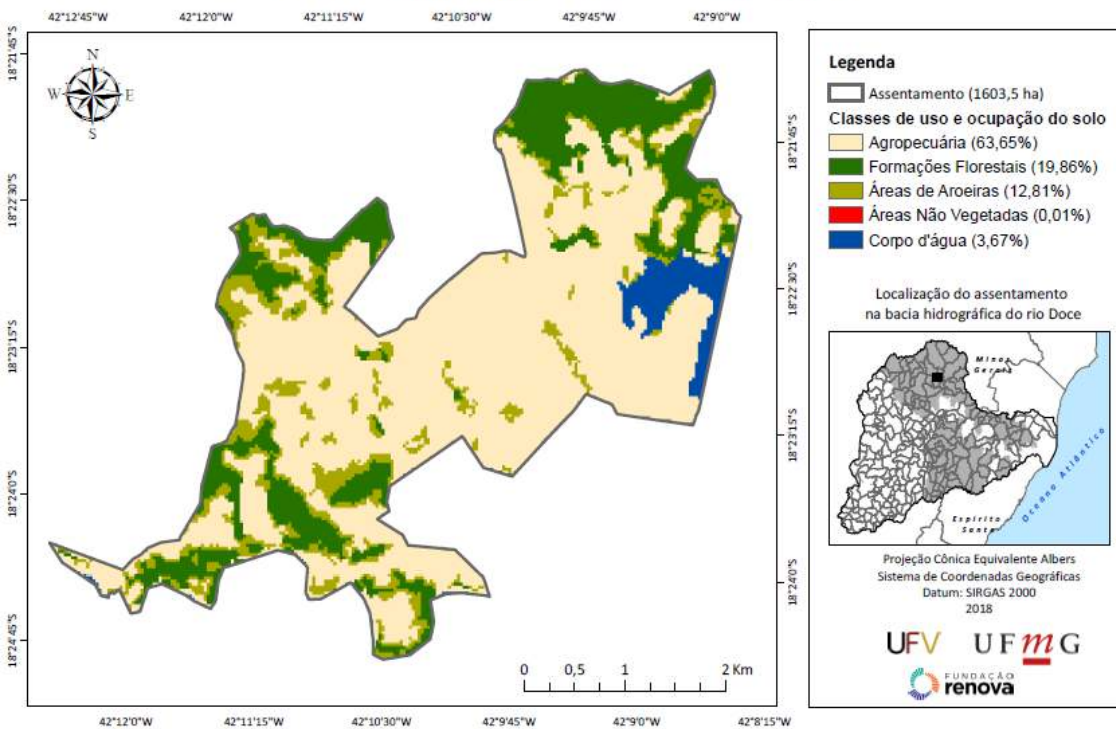 42°12'45"W 42°12'0"W 42°11'15"W 42°10'30"W 42°9'45"W 42°9'0"W
18°21'45"S
18°22'30"S
18°23'15"S
18°24'0"S
18°24'45"S
N
W E
S
18°21'45"S
18°22'30"S
18°23'15"S
18°24'0"S
0 0,5 1 2 Km
42°12'0"W 42°11'15"W 42°10'30"W 42°9'45"W 42°9'0"W 42°8'15"W
Legenda
Assentamento (1603,5 ha)
Classes de uso e ocupação do solo
Agropecuária (63,65%)
Formações Florestais (19,86%)
Áreas de Aroeiras (12,81%)
Áreas Não Vegetadas (0,01%)
Corpo d'água (3,67%)
Localização do assentamento
na bacia hidrográfica do rio Doce
Minas
Gerais
Oceano Atlântico
Espírito
Santo
Projeção Cônica Equivalente Albers
Sistema de Coordenadas Geográficas
Datum: SIRGAS 2000
2018
UFV UFmG
FUNDAÇÃO
renova